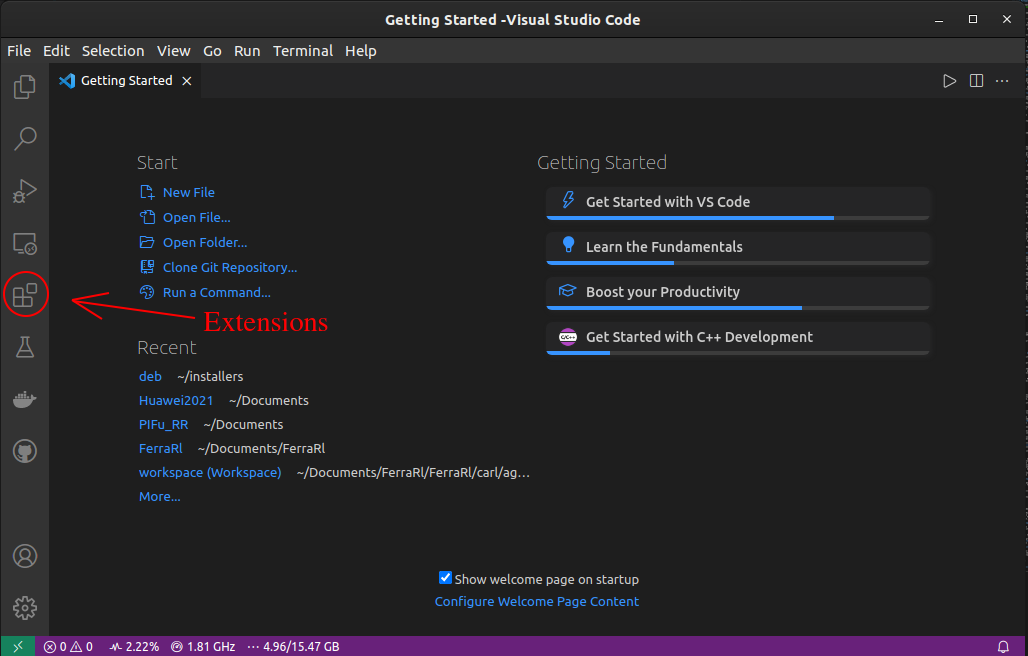 Getting Started -Visual Studio Code
File Edit Selection View Go Run Terminal Help
Getting Started
Start
New File
Open File...
Open Folder...
Clone Git Repository...
Run a Command...
Extensions
Recent
deb ~/installers
Huawei2021 ~/Documents
PIFu_RR ~/Documents
FerraRl ~/Documents/FerraRl
workspace (Workspace) ~/Documents/FerraRl/FerraRl/carl/ag...
More...
Getting Started
Get Started with VS Code
Learn the Fundamentals
Boost your Productivity
C/C++ Get Started with C++ Development
Show welcome page on startup
Configure Welcome Page Content
0 0 2.22% 1.81 GHz ··· 4.96/15.47 GB